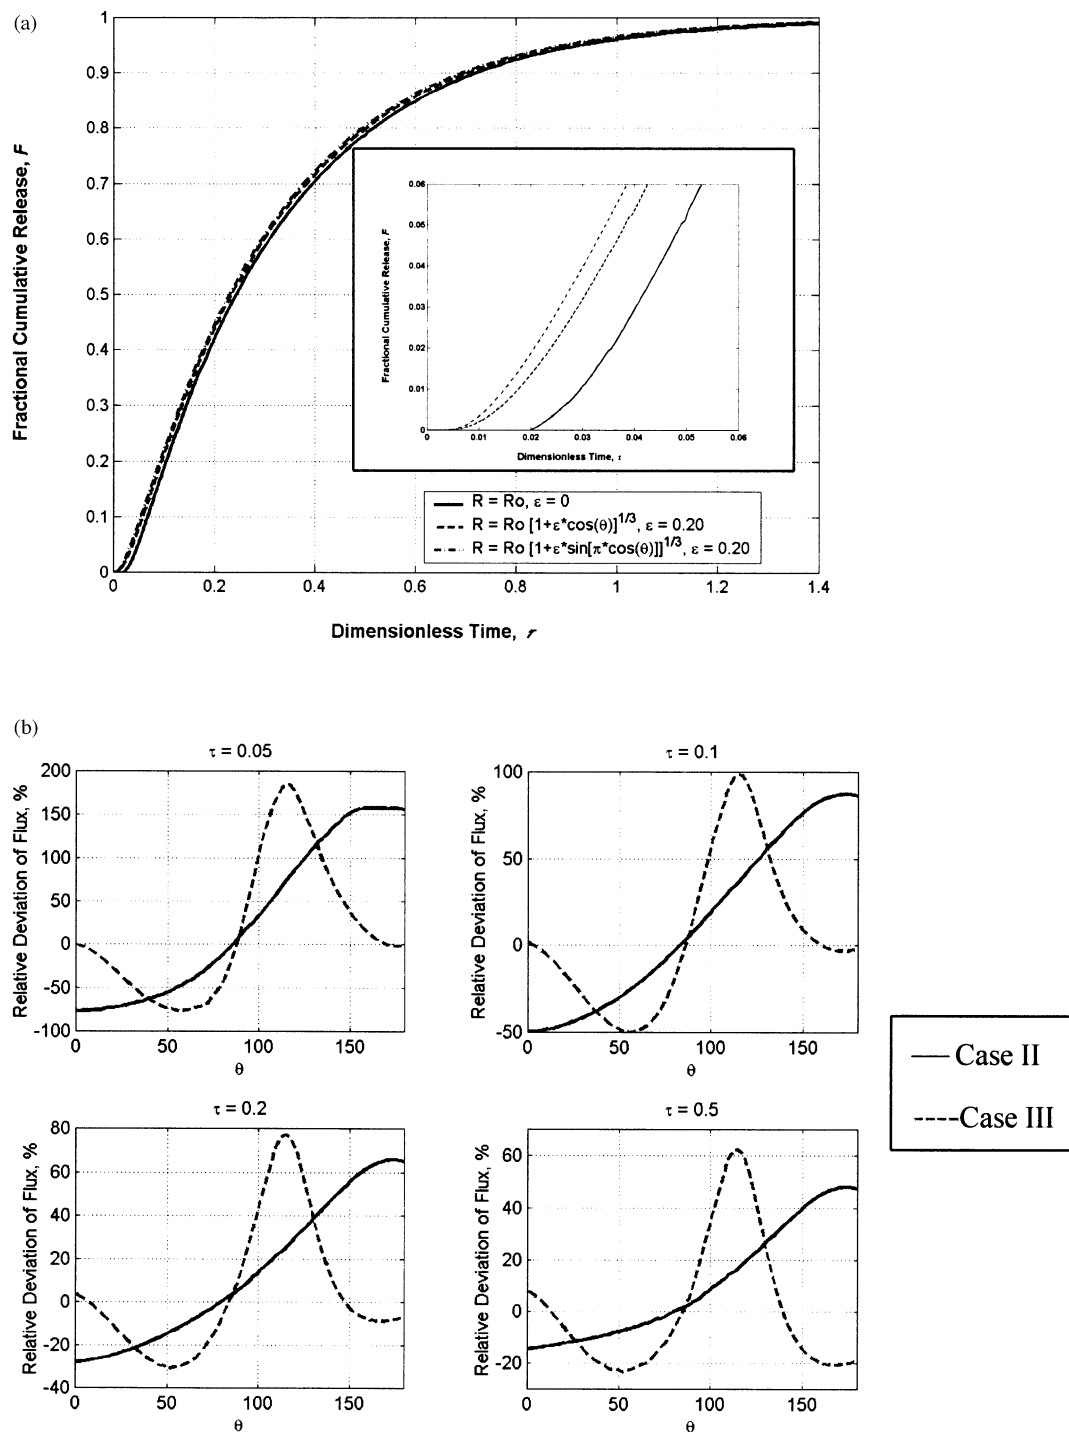 (a)
Fractional Cumulative Release, F
1
0.9
0.8
0.7
0.6
0.5
0.4
0.3
0.2
0.1
0
0 0.2 0.4 0.6 0.8 1 1.2 1.4
Dimensionless Time, τ
Fractional Cumulative Release, F
0.06
0.05
0.04
0.03
0.02
0.01
0
0 0.01 0.02 0.03 0.04 0.05 0.06
Dimensionless Time, τ
R = Ro, ε = 0
R = Ro [1+ε*cos(θ)]^1/3, ε = 0.20
R = Ro [1+ε*sin[π*cos(θ)]]^1/3, ε = 0.20
(b)
τ = 0.05
Relative Deviation of Flux, %
200
150
100
50
0
-50
-100
0 50 100 150
θ
τ = 0.1
Relative Deviation of Flux, %
100
50
0
-50
0 50 100 150
θ
τ = 0.2
Relative Deviation of Flux, %
80
60
40
20
0
-20
-40
0 50 100 150
θ
τ = 0.5
Relative Deviation of Flux, %
60
40
20
0
-20
0 50 100 150
θ
Case II
Case III